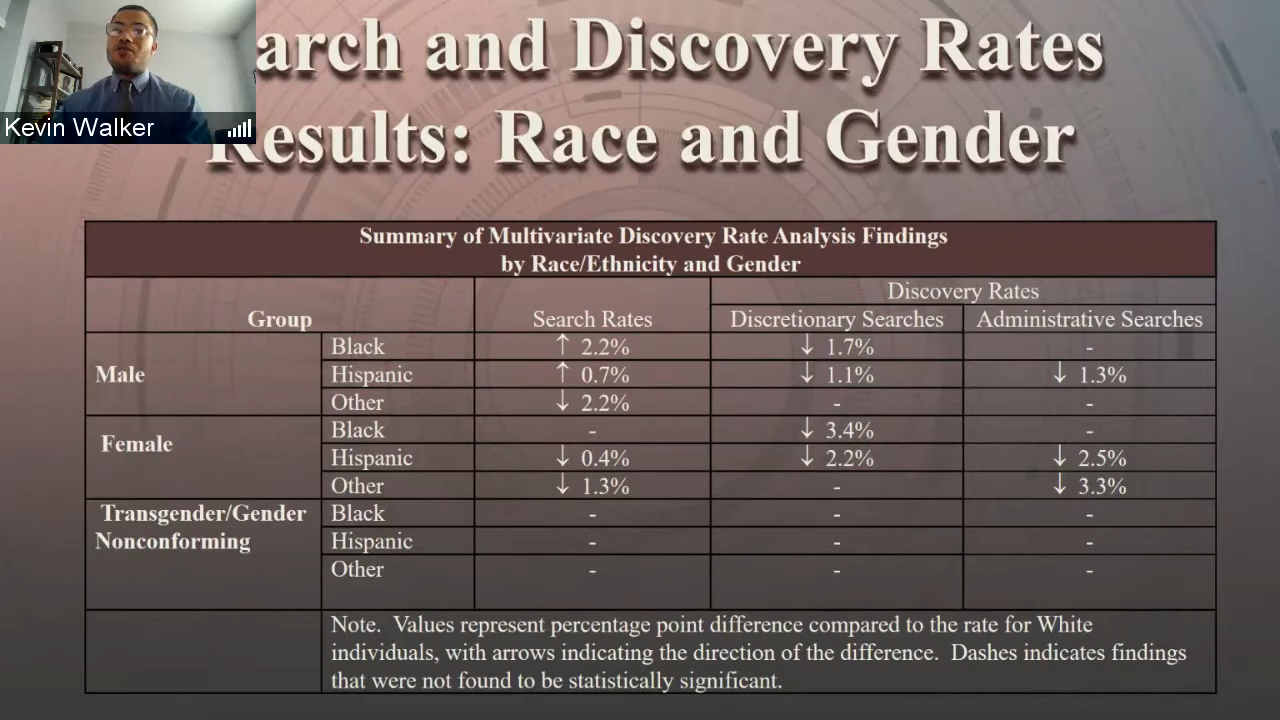 arch and Discovery Rates
Results: Race and Gender
Kevin Walker
Summary of Multivariate Discovery Rate Analysis Findings
by Race/Ethnicity and Gender
Discovery Rates
Group Search Rates Discretionary Searches Administrative Searches
Male
Black ↑ 2.2% ↓ 1.7% -
Hispanic ↑ 0.7% ↓ 1.1% ↓ 1.3%
Other ↓ 2.2% - -
Female
Black - ↓ 3.4% -
Hispanic ↓ 0.4% ↓ 2.2% ↓ 2.5%
Other ↓ 1.3% - ↓ 3.3%
Transgender/Gender
Nonconforming
Black - - -
Hispanic - - -
Other - - -
Note. Values represent percentage point difference compared to the rate for White
individuals, with arrows indicating the direction of the difference. Dashes indicates findings
that were not found to be statistically significant.